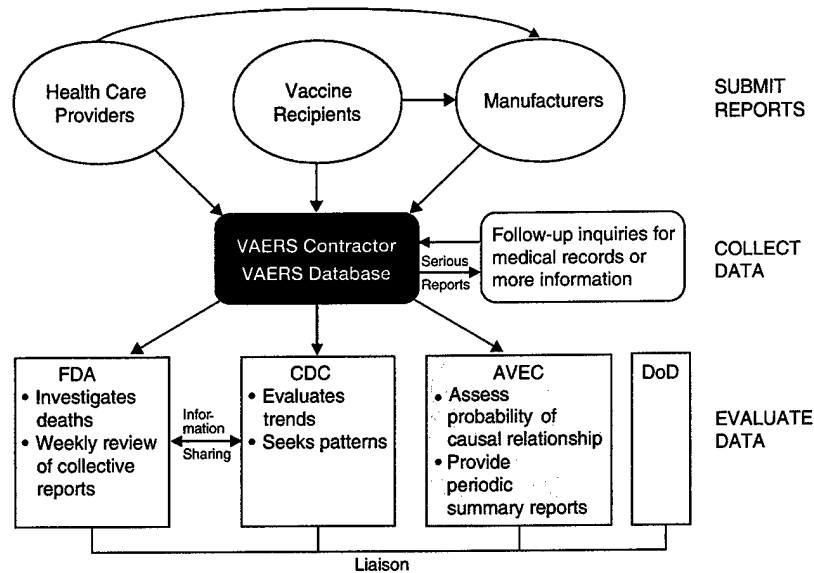 Health Care
Providers
Vaccine
Recipients
Manufacturers
SUBMIT
REPORTS
VAERS Contractor
VAERS Database
Serious
Reports
Follow-up inquiries for
medical records or
more information
COLLECT
DATA
FDA
• Investigates
deaths
• Weekly review
of collective
reports
Infor-
mation
Sharing
CDC
• Evaluates
trends
• Seeks patterns
AVEC
• Assess
probability of
causal relationship
• Provide
periodic
summary reports
DoD
EVALUATE
DATA
Liaison